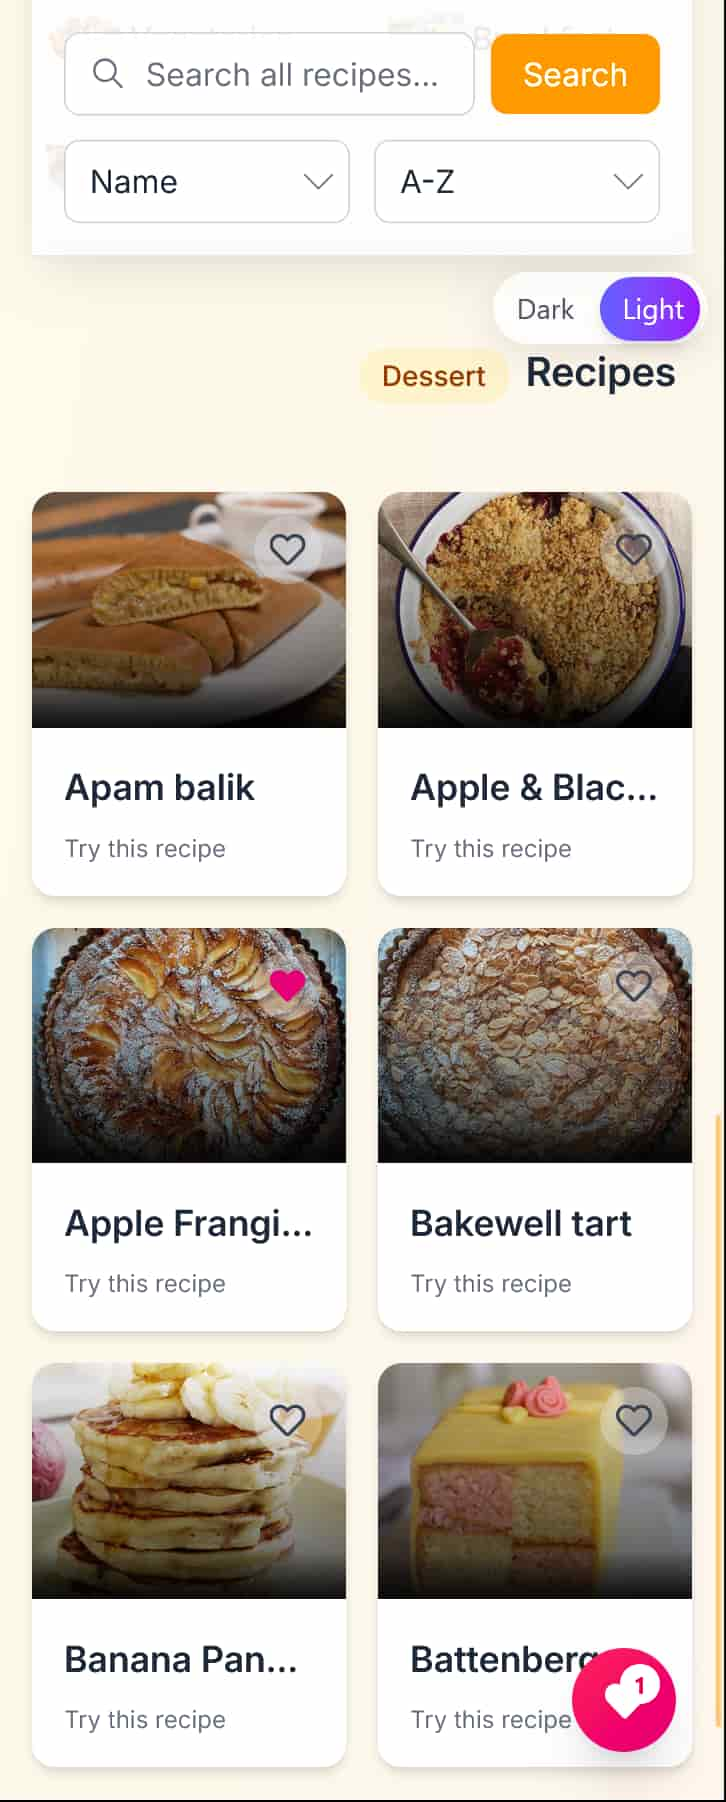 Search all recipes...
Search
Name
A-Z
Dark
Light
Dessert
Recipes
Apam balik
Try this recipe
Apple & Blac...
Try this recipe
Apple Frangi...
Try this recipe
Bakewell tart
Try this recipe
Banana Pan...
Try this recipe
Battenberg
Try this recipe
1